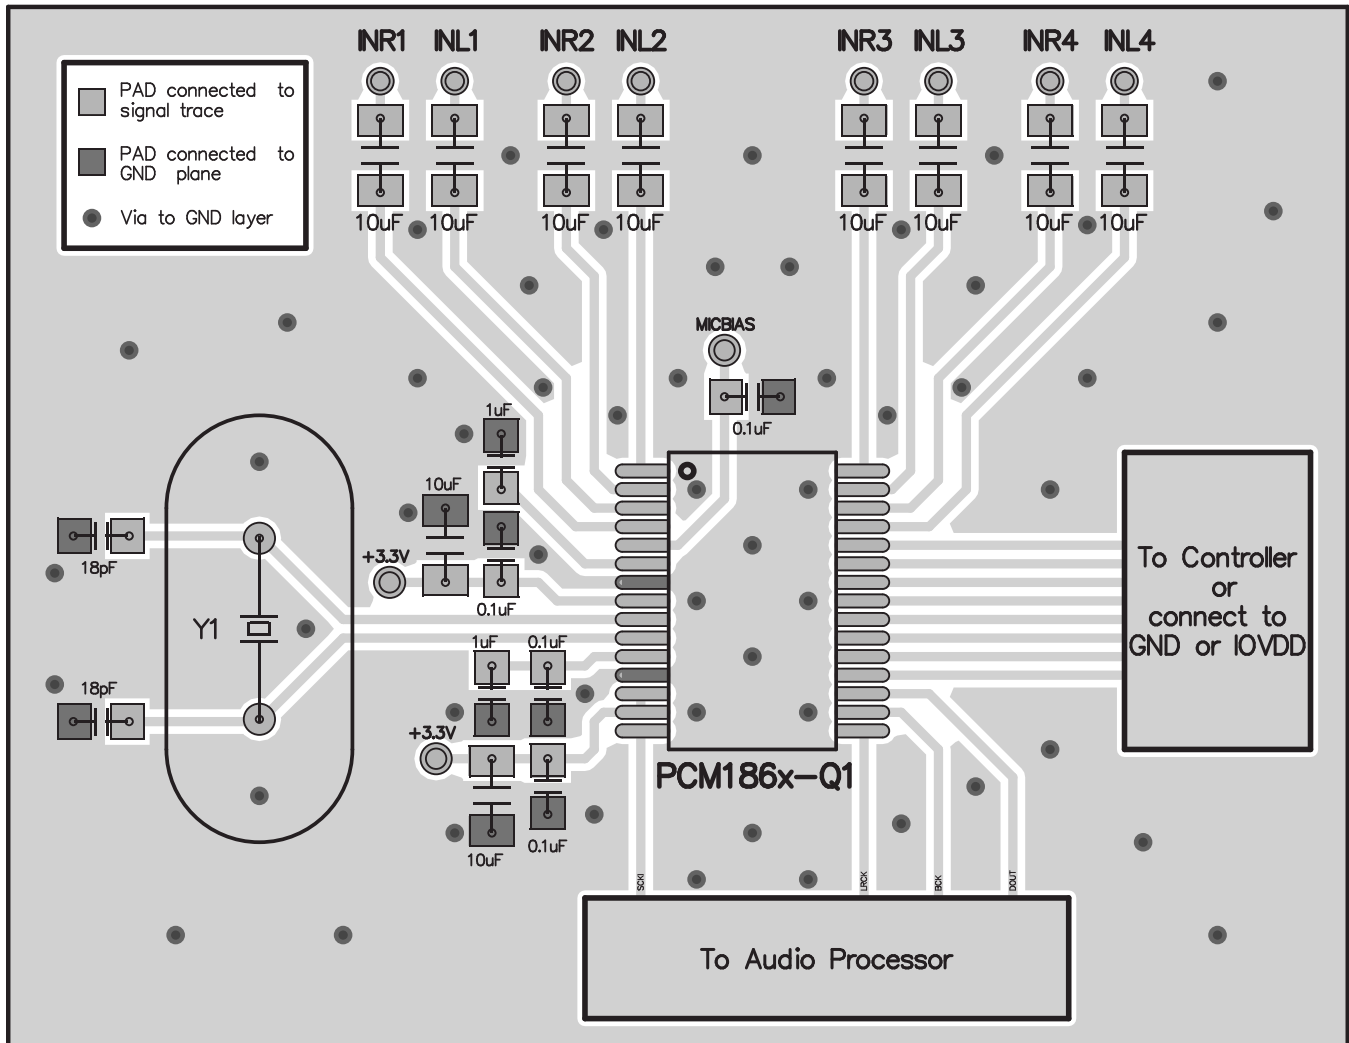 INR1 INL1 INR2 INL2 INR3 INL3 INR4 INL4
PAD connected to
signal trace
PAD connected to
GND plane
Via to GND layer
10uF 10uF 10uF 10uF 10uF 10uF 10uF 10uF
MICBIAS
0.1uF
1uF
10uF
+3.3V
0.1uF
18pF
Y1
18pF
1uF 0.1uF
+3.3V
10uF 0.1uF
PCM186x-Q1
To Controller
or
connect to
GND or IOVDD
SCKI LRCK BCK DOUT
To Audio Processor